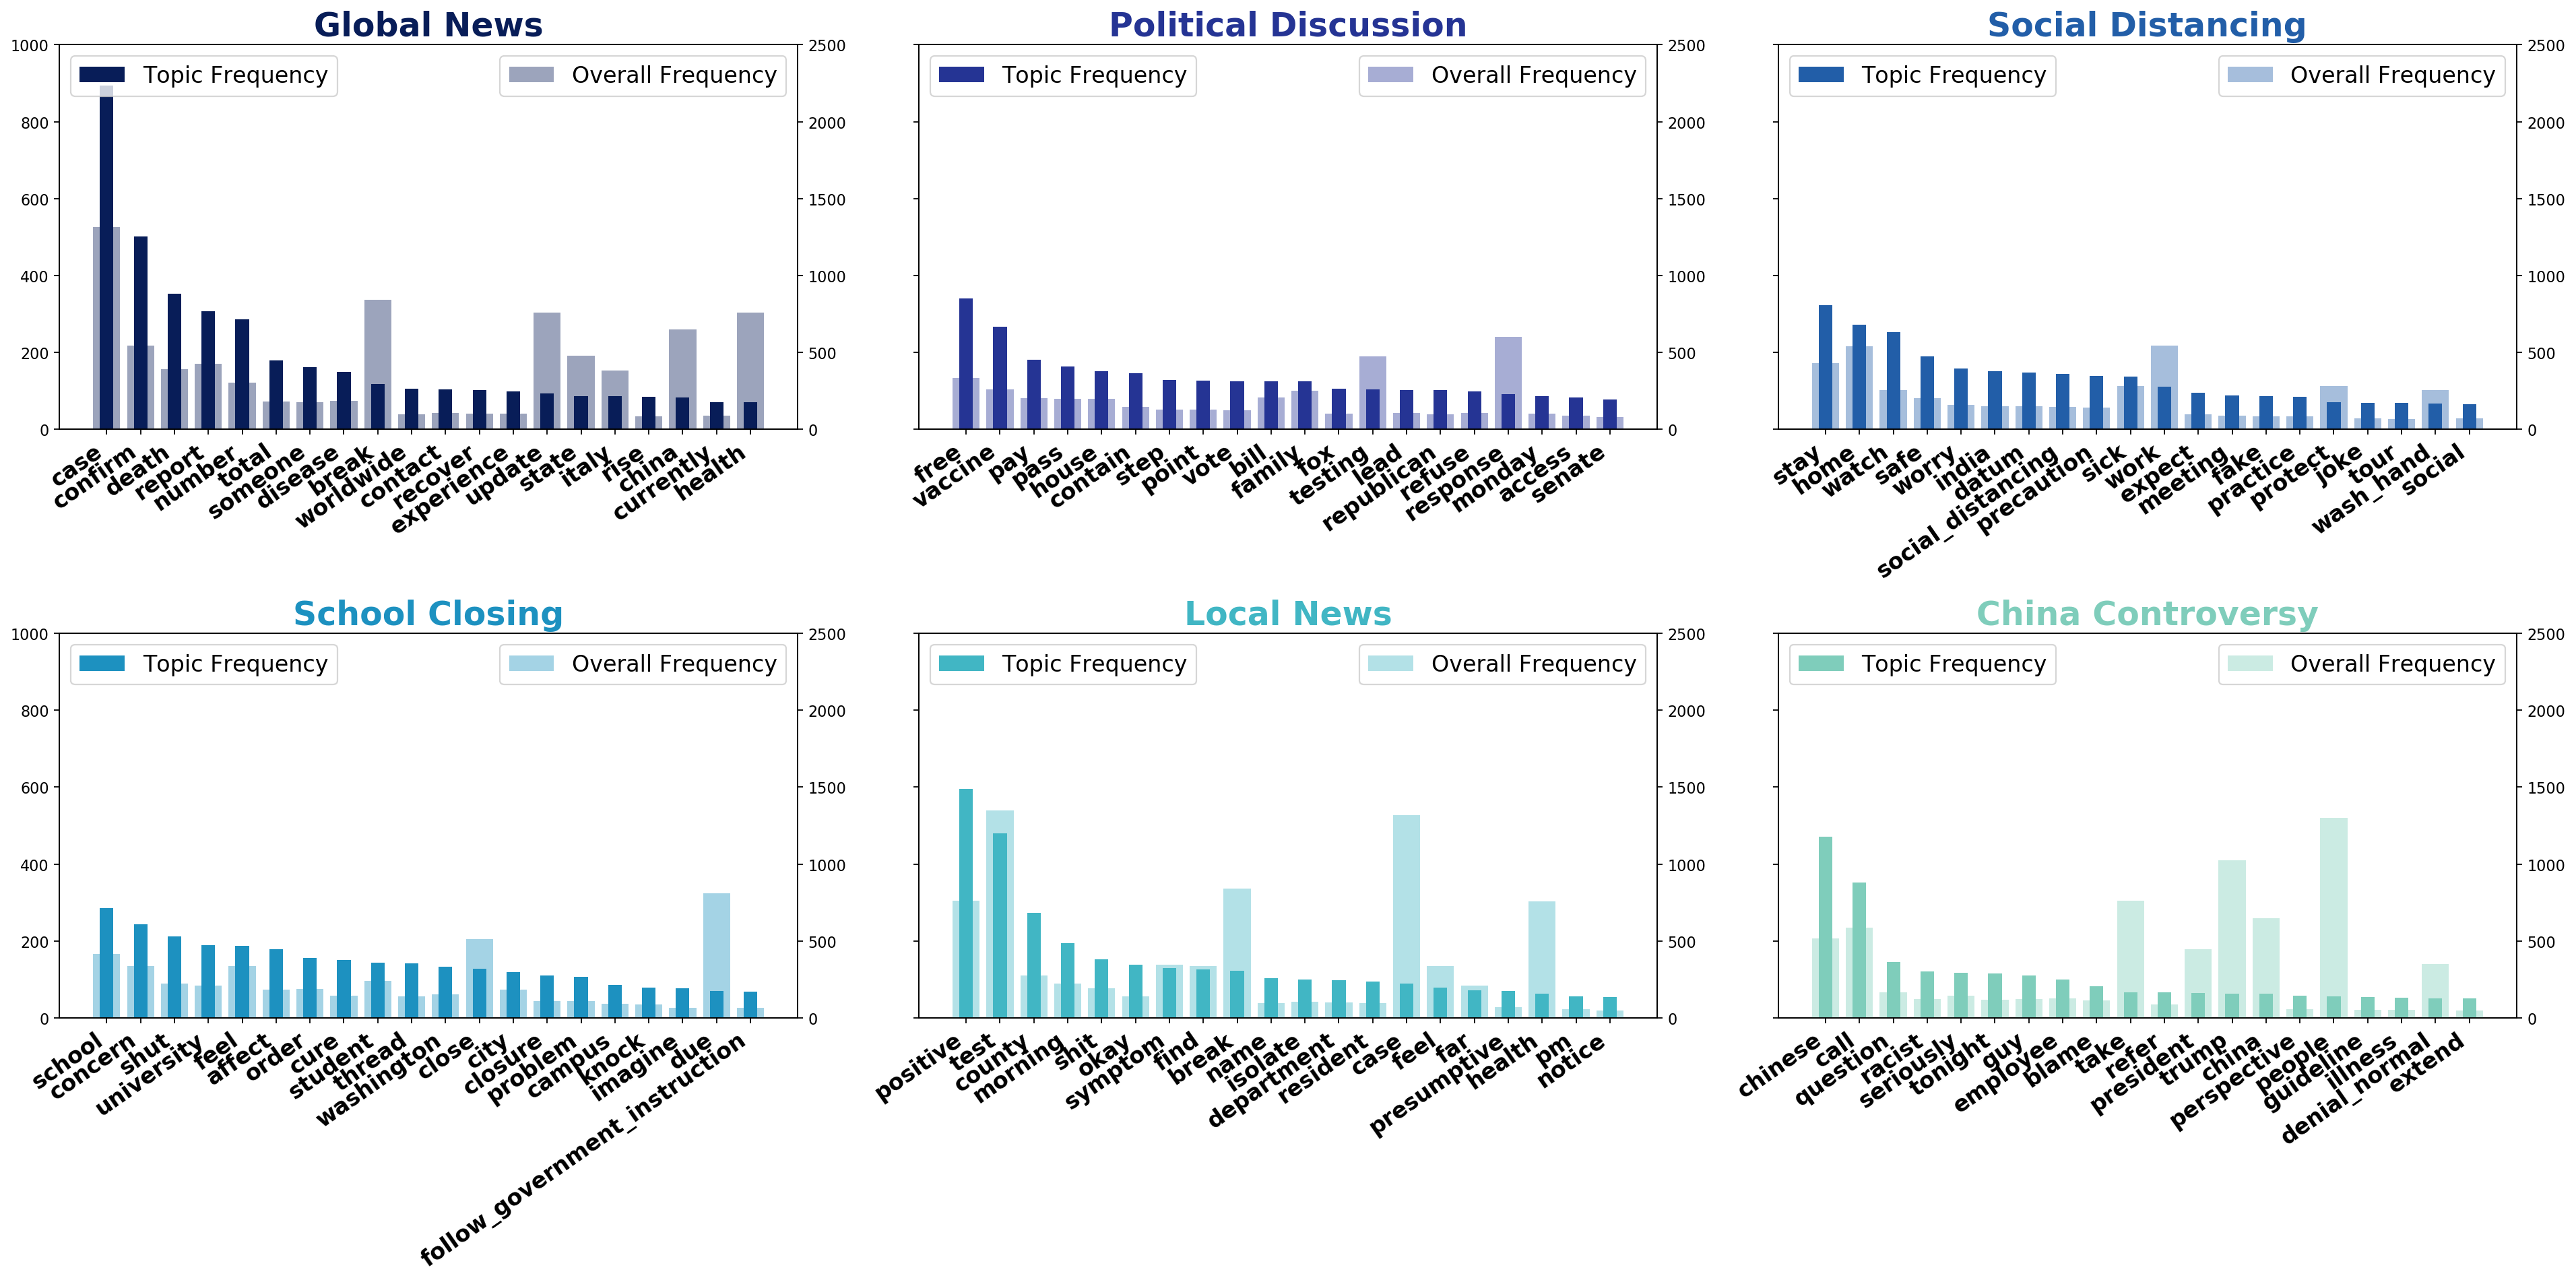 Global News
Topic Frequency
Overall Frequency
1000
800
600
400
200
0
2500
2000
1500
1000
500
0
case
confirm
death
report
number
total
someone
disease
break
worldwide
contact
recover
experience
update
state
italy
rise
china
currently
health
Political Discussion
Topic Frequency
Overall Frequency
2500
2000
1500
1000
500
0
free
vaccine
pay
pass
house
contain
step
point
vote
bill
family
fox
testing
lead
republican
refuse
response
monday
access
senate
Social Distancing
Topic Frequency
Overall Frequency
2500
2000
1500
1000
500
0
stay
home
watch
safe
worry
india
datum
social_distancing
precaution
sick
work
expect
meeting
fake
practice
protect
joke
tour
wash_hand
social
School Closing
Topic Frequency
Overall Frequency
1000
800
600
400
200
0
2500
2000
1500
1000
500
0
school
concern
shut
university
feel
affect
order
cure
student
thread
washington
close
city
closure
problem
campus
knock
imagine
due
follow_government_instruction
Local News
Topic Frequency
Overall Frequency
2500
2000
1500
1000
500
0
positive
test
county
morning
shit
okay
symptom
find
break
name
isolate
department
resident
case
feel
far
presumptive
health
pm
notice
China Controversy
Topic Frequency
Overall Frequency
2500
2000
1500
1000
500
0
chinese
call
question
racist
seriously
tonight
guy
employee
blame
take
refer
president
trump
china
perspective
people
guideline
illness
denial_normal
extend